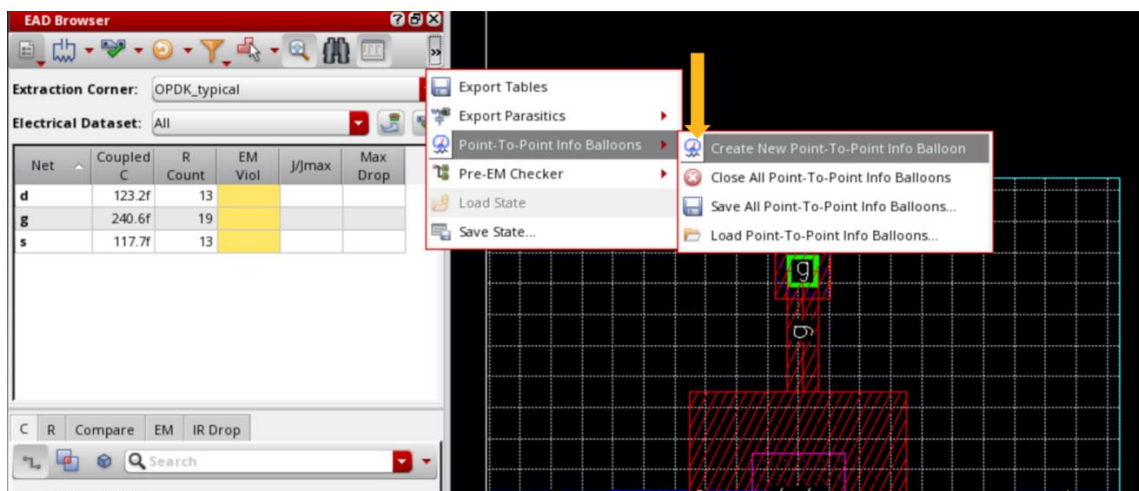 EAD Browser
Extraction Corner: OPDK_typical
Electrical Dataset: All
Net Coupled C R Count EM Viol J/Jmax Max Drop
d 123.2f 13
g 240.6f 19
s 117.7f 13
C R Compare EM IR Drop
Search
Export Tables
Export Parasitics
Point-To-Point Info Balloons
Pre-EM Checker
Load State
Save State...
Create New Point-To-Point Info Balloon
Close All Point-To-Point Info Balloons
Save All Point-To-Point Info Balloons...
Load Point-To-Point Info Balloons...
g
g